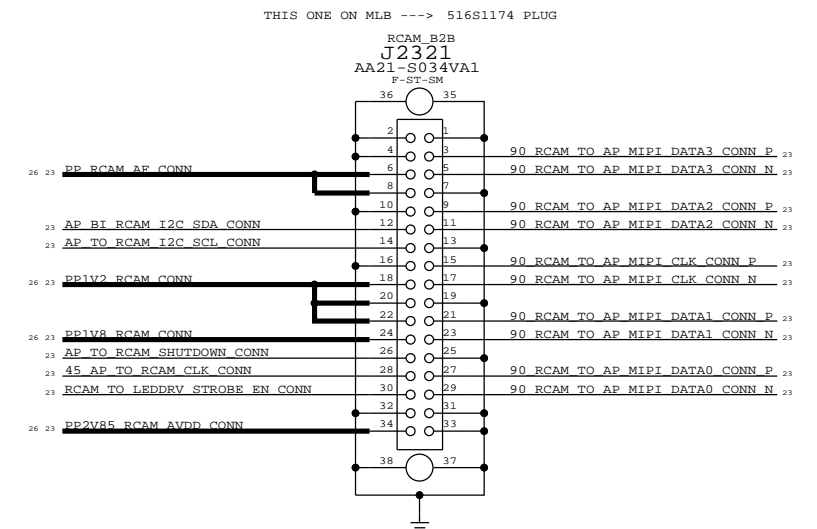 THIS ONE ON MLB ---> 516S1174 PLUG
RCAM_B2B
J2321
AA21-S034VA1
F-ST-SM
36 35
2 1
4 3 90_RCAM_TO_AP_MIPI_DATA3_CONN_P 23
26 23 PP_RCAM_AF_CONN 6 5 90_RCAM_TO_AP_MIPI_DATA3_CONN_N 23
8 7
10 9 90_RCAM_TO_AP_MIPI_DATA2_CONN_P 23
23 AP_BI_RCAM_I2C_SDA_CONN 12 11 90_RCAM_TO_AP_MIPI_DATA2_CONN_N 23
23 AP_TO_RCAM_I2C_SCL_CONN 14 13
16 15 90_RCAM_TO_AP_MIPI_CLK_CONN_P 23
26 23 PP1V2_RCAM_CONN 18 17 90_RCAM_TO_AP_MIPI_CLK_CONN_N 23
20 19
22 21 90_RCAM_TO_AP_MIPI_DATA1_CONN_P 23
26 23 PP1V8_RCAM_CONN 24 23 90_RCAM_TO_AP_MIPI_DATA1_CONN_N 23
23 AP_TO_RCAM_SHUTDOWN_CONN 26 25
23 45_AP_TO_RCAM_CLK_CONN 28 27 90_RCAM_TO_AP_MIPI_DATA0_CONN_P 23
23 RCAM_TO_LEDDRV_STROBE_EN_CONN 30 29 90_RCAM_TO_AP_MIPI_DATA0_CONN_N 23
32 31
26 23 PP2V85_RCAM_AVDD_CONN 34 33
38 37